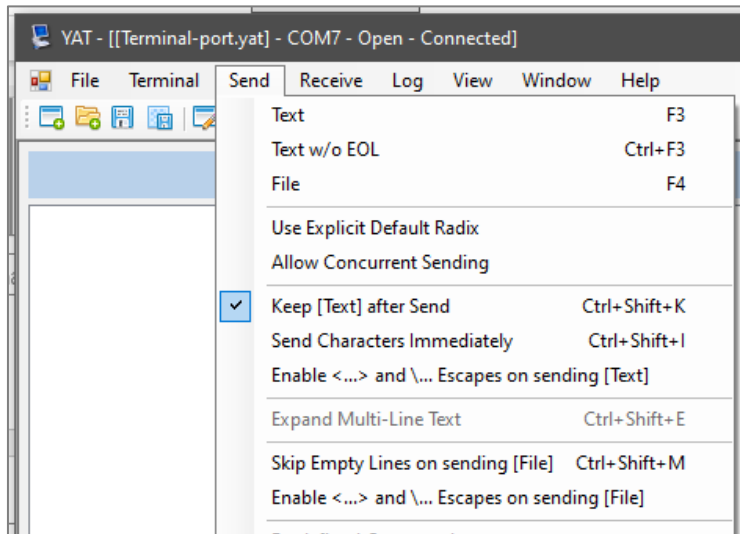 YAT - [[Terminal-port.yat] - COM7 - Open - Connected]
File Terminal Send Receive Log View Window Help
Text F3
Text w/o EOL Ctrl+F3
File F4
Use Explicit Default Radix
Allow Concurrent Sending
Keep [Text] after Send Ctrl+Shift+K
Send Characters Immediately Ctrl+Shift+I
Enable <...> and \... Escapes on sending [Text]
Expand Multi-Line Text Ctrl+Shift+E
Skip Empty Lines on sending [File] Ctrl+Shift+M
Enable <...> and \... Escapes on sending [File]